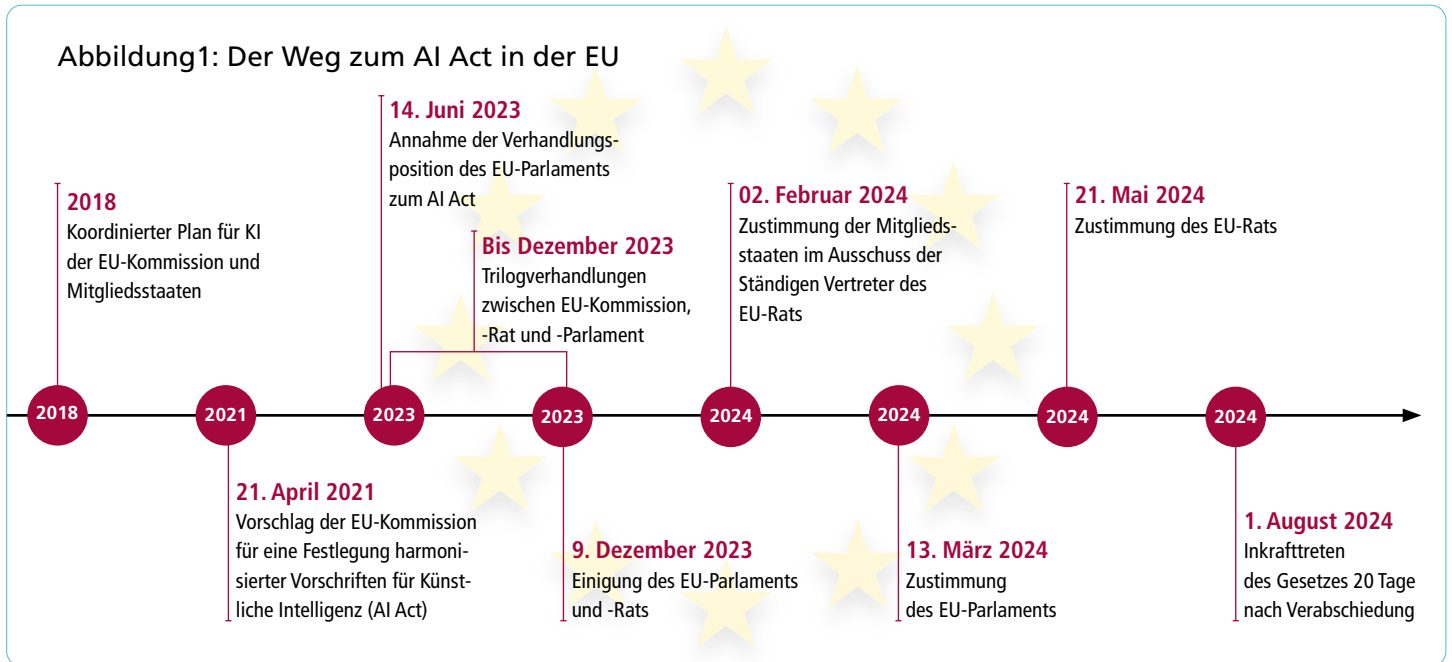 Abbildung1: Der Weg zum AI Act in der EU
2018
Koordinierter Plan für KI
der EU-Kommission und
Mitgliedsstaaten
14. Juni 2023
Annahme der Verhandlungs-
position des EU-Parlaments
zum AI Act
Bis Dezember 2023
Trilogverhandlungen
zwischen EU-Kommission,
-Rat und -Parlament
02. Februar 2024
Zustimmung der Mitglieds-
staaten im Ausschuss der
Ständigen Vertreter des
EU-Rats
21. Mai 2024
Zustimmung des EU-Rats
2018
2021
2023
2023
2024
2024
2024
2024
21. April 2021
Vorschlag der EU-Kommission
für eine Festlegung harmoni-
sierter Vorschriften für Künst-
liche Intelligenz (AI Act)
9. Dezember 2023
Einigung des EU-Parlaments
und -Rats
13. März 2024
Zustimmung
des EU-Parlaments
1. August 2024
Inkrafttreten
des Gesetzes 20 Tage
nach Verabschiedung